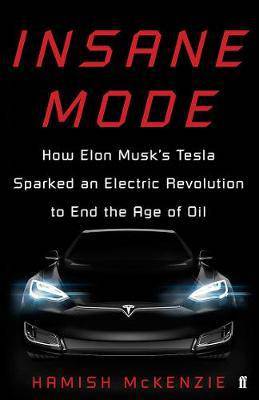 INSANE
MODE
How Elon Musk's Tesla
Sparked an Electric Revolution
to End the Age of Oil
HAMISH McKENZIE
ff